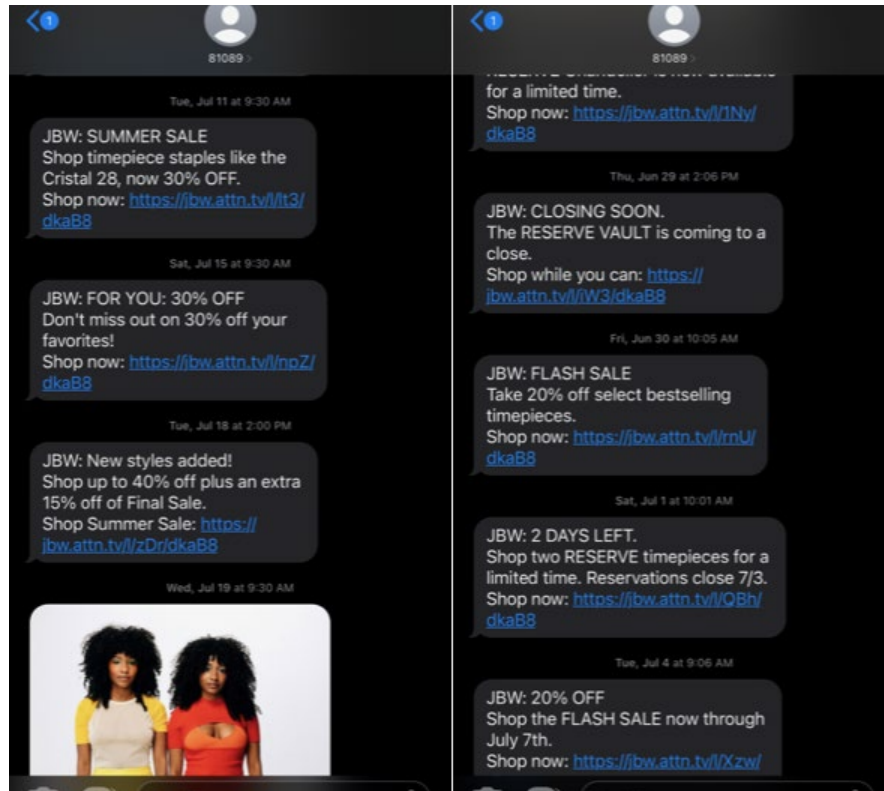 1
81089 >
Tue, Jul 11 at 9:30 AM
JBW: SUMMER SALE
Shop timepiece staples like the
Cristal 28, now 30% OFF.
Shop now: https://jbw.attn.tv/l/lt3/
dkaB8
Sat, Jul 15 at 9:30 AM
JBW: FOR YOU: 30% OFF
Don't miss out on 30% off your
favorites!
Shop now: https://jbw.attn.tv/l/npZ/
dkaB8
Tue, Jul 18 at 2:00 PM
JBW: New styles added!
Shop up to 40% off plus an extra
15% off of Final Sale.
Shop Summer Sale: https://
jbw.attn.tv/l/zDr/dkaB8
Wed, Jul 19 at 9:30 AM
1
81089 >
for a limited time.
Shop now: https://jbw.attn.tv/l/1Ny/
dkaB8
Thu, Jun 29 at 2:06 PM
JBW: CLOSING SOON.
The RESERVE VAULT is coming to a
close.
Shop while you can: https://
jbw.attn.tv/l/iW3/dkaB8
Fri, Jun 30 at 10:05 AM
JBW: FLASH SALE
Take 20% off select bestselling
timepieces.
Shop now: https://jbw.attn.tv/l/rnU/
dkaB8
Sat, Jul 1 at 10:01 AM
JBW: 2 DAYS LEFT.
Shop two RESERVE timepieces for a
limited time. Reservations close 7/3.
Shop now: https://jbw.attn.tv/l/QBh/
dkaB8
Tue, Jul 4 at 9:06 AM
JBW: 20% OFF
Shop the FLASH SALE now through
July 7th.
Shop now: https://jbw.attn.tv/l/Xzw/